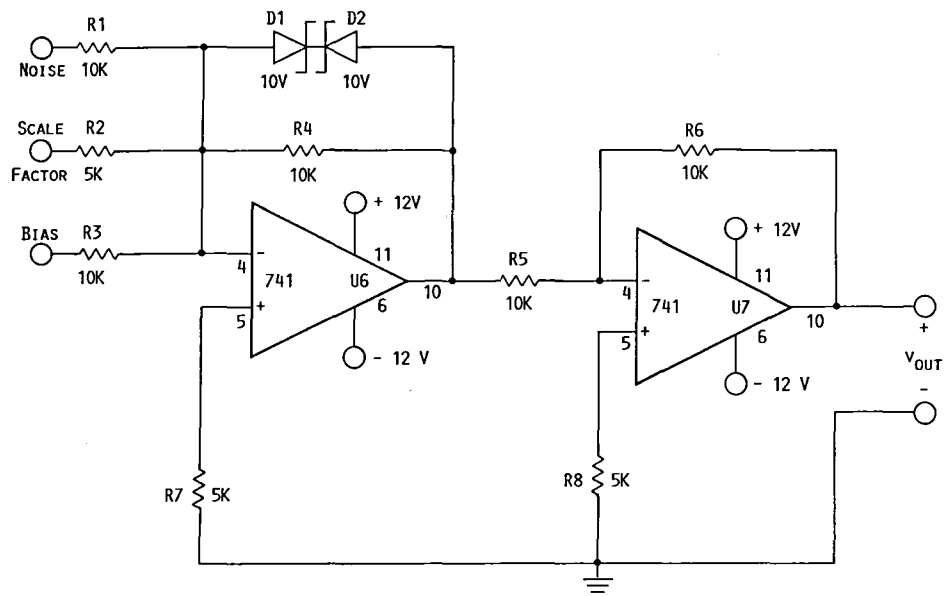 R1
10K
NOISE
D1
10V
D2
10V
SCALE
FACTOR
R2
5K
R4
10K
BIAS
R3
10K
+ 12V
11
-
4
741
U6
+
5
6
10
- 12 V
R7
5K
R5
10K
R6
10K
+ 12V
11
-
4
741
U7
+
5
6
10
- 12 V
R8
5K
+
VOUT
-